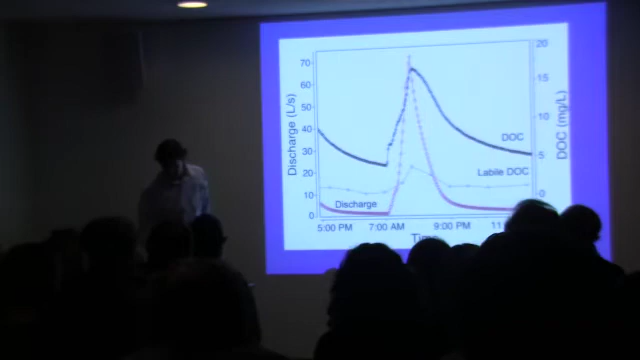 Discharge (L/s)
70
60
50
40
30
20
10
0
20
15
10
5
0
DOC (mg/L)
DOC
Labile DOC
Discharge
5:00 PM 7:00 AM 9:00 PM
Time